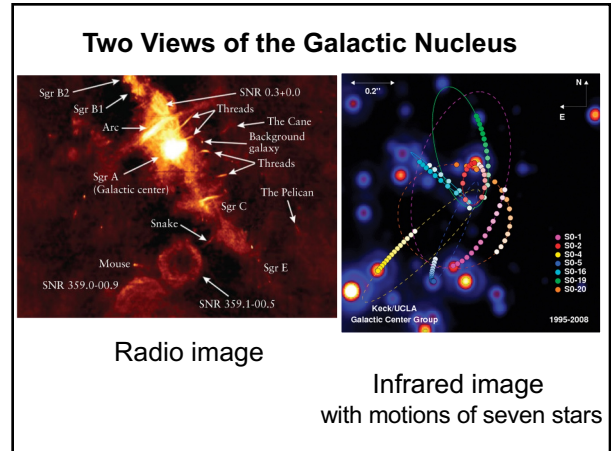 Two Views of the Galactic Nucleus
Sgr B2
Sgr B1
Arc
Sgr A
(Galactic center)
SNR 0.3+0.0
Threads
The Cane
Background
galaxy
Threads
The Pelican
Sgr C
Snake
Mouse
Sgr E
SNR 359.0-00.9
SNR 359.1-00.5
0.2"
N
E
S0-1
S0-2
S0-4
S0-5
S0-16
S0-19
S0-20
Keck/UCLA
Galactic Center Group
1995-2008
Radio image
Infrared image
with motions of seven stars